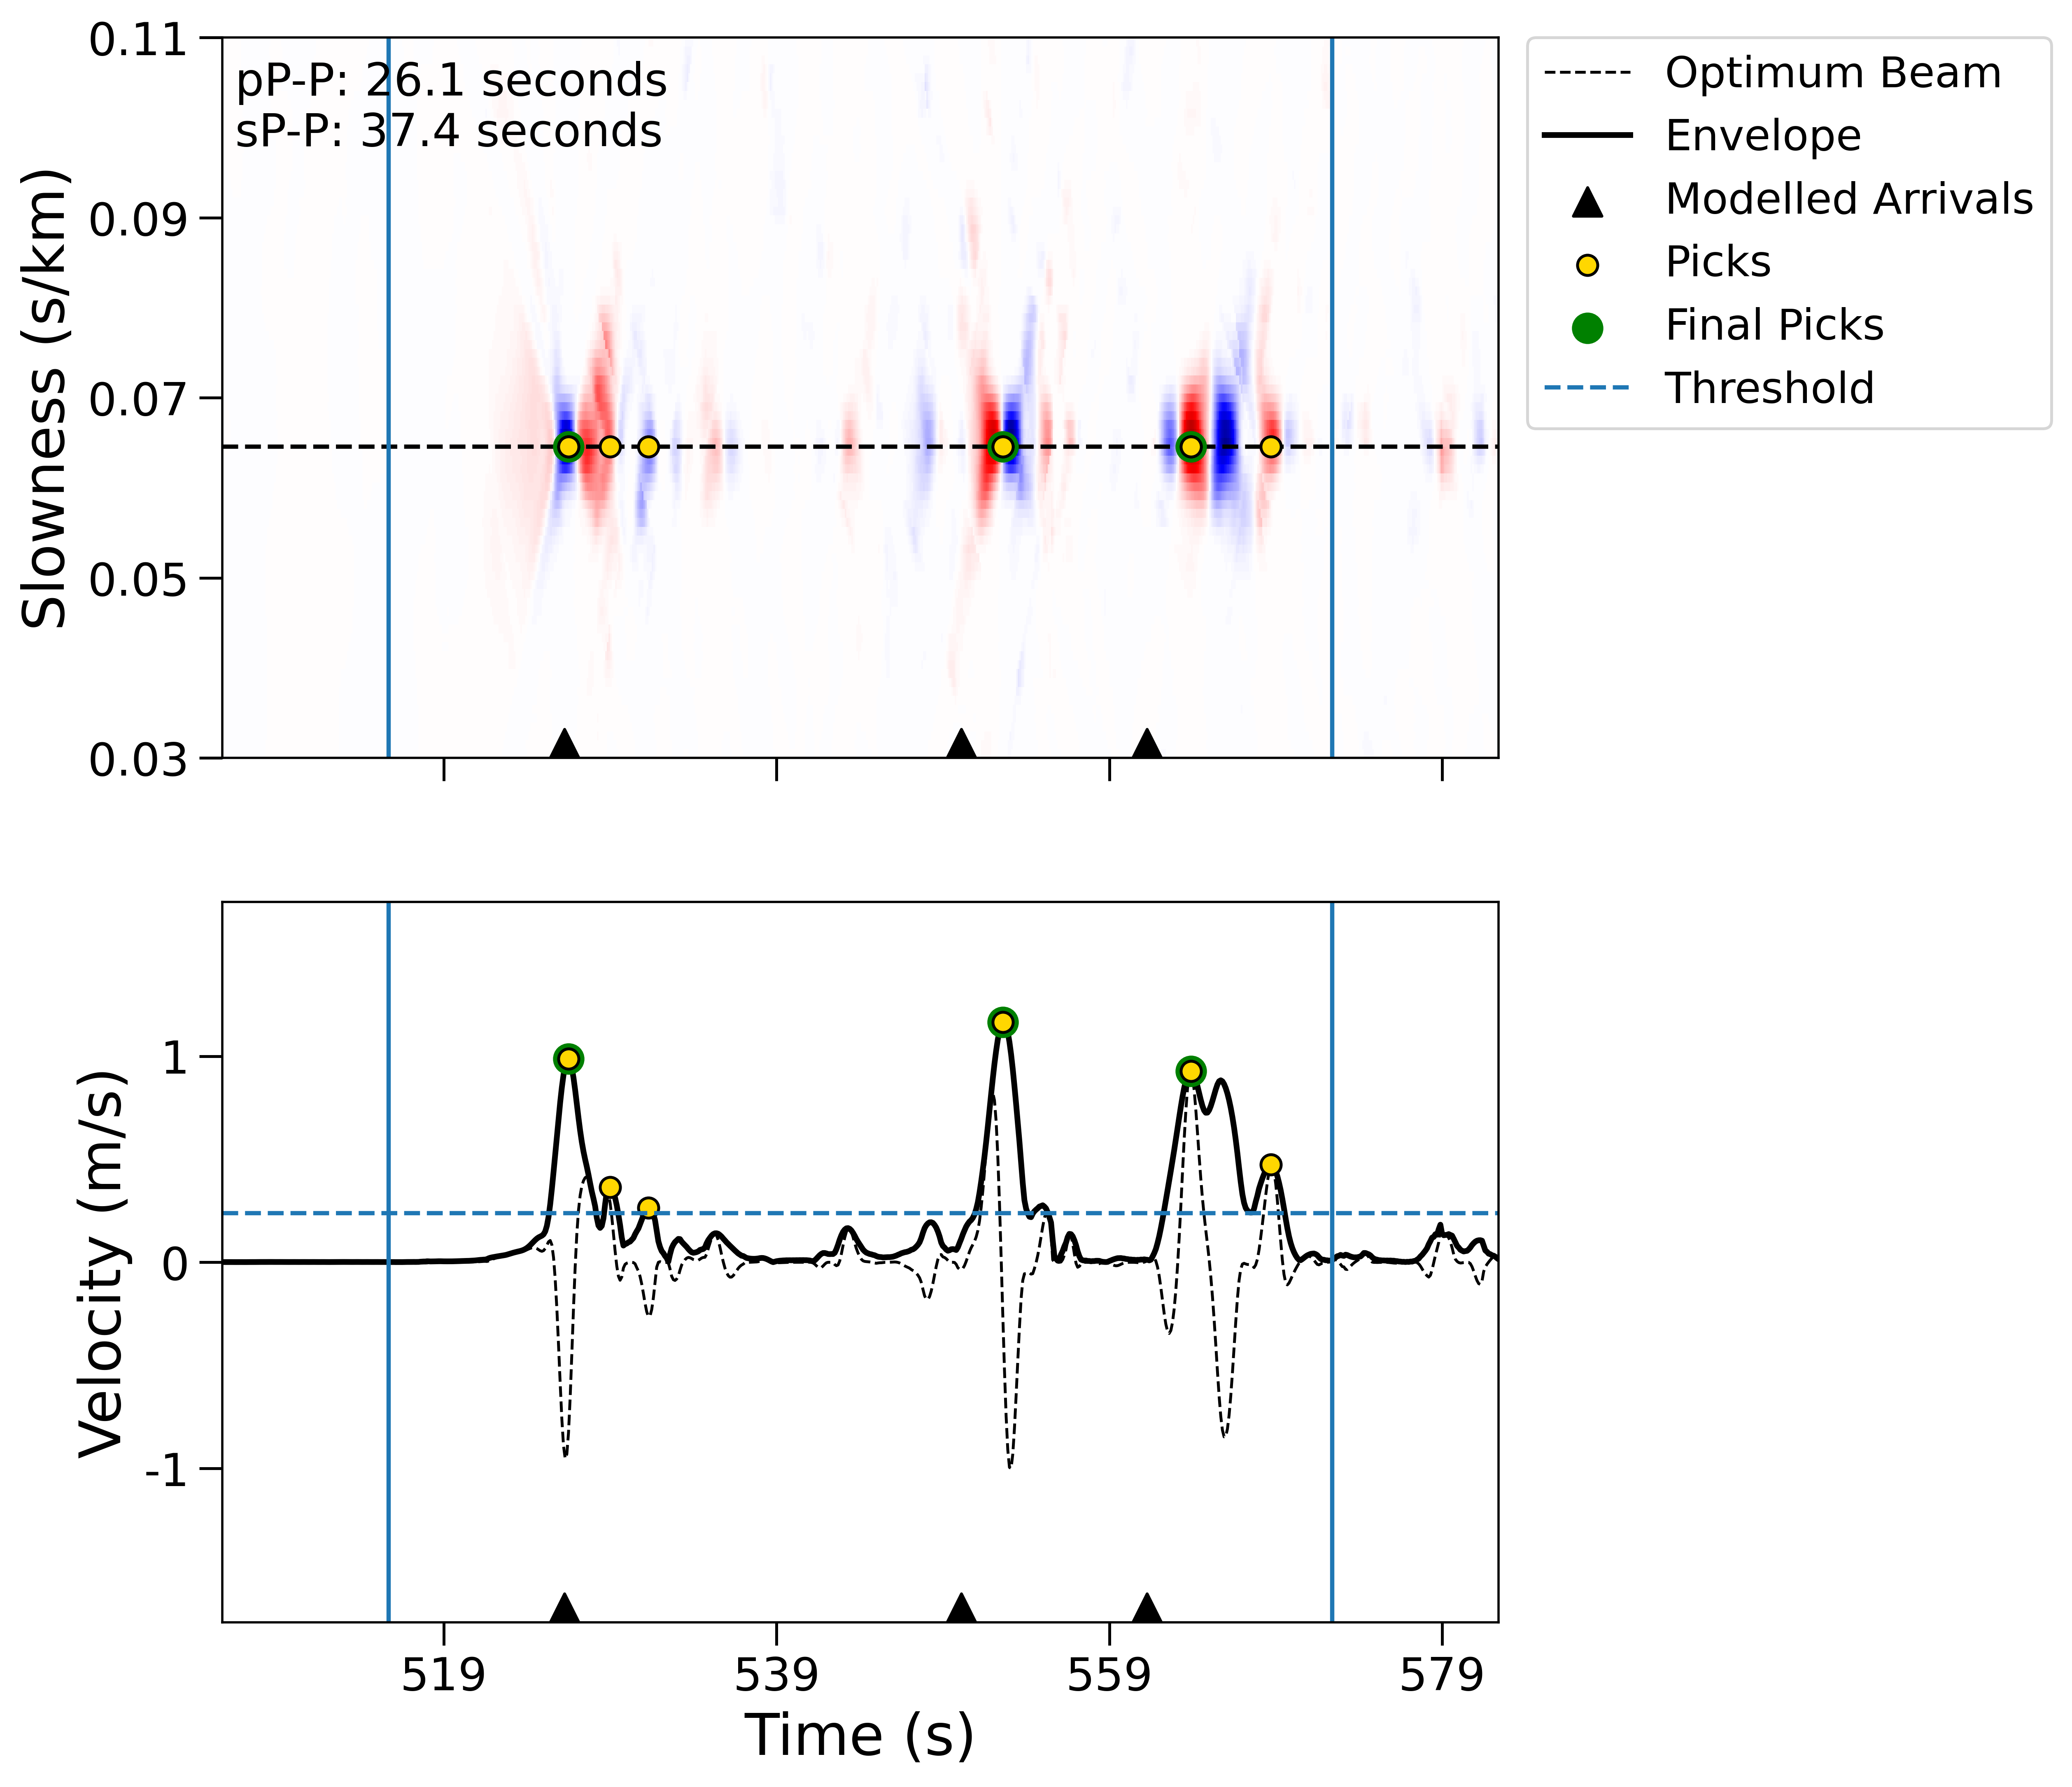 0.11
0.09
0.07
0.05
0.03
Slowness (s/km)
pP-P: 26.1 seconds
sP-P: 37.4 seconds
Optimum Beam
Envelope
Modelled Arrivals
Picks
Final Picks
Threshold
1
0
-1
Velocity (m/s)
519 539 559 579
Time (s)